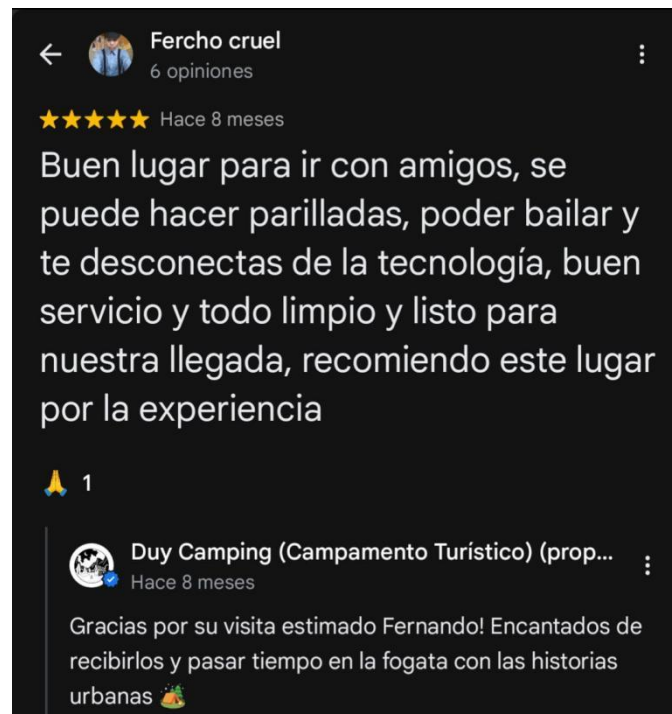 Fercho cruel
6 opiniones
Hace 8 meses
Buen lugar para ir con amigos, se
puede hacer parilladas, poder bailar y
te desconectas de la tecnología, buen
servicio y todo limpio y listo para
nuestra llegada, recomiendo este lugar
por la experiencia
🙏 1
Duy Camping (Campamento Turístico) (prop...
Hace 8 meses
Gracias por su visita estimado Fernando! Encantados de
recibirlos y pasar tiempo en la fogata con las historias
urbanas 🏕️